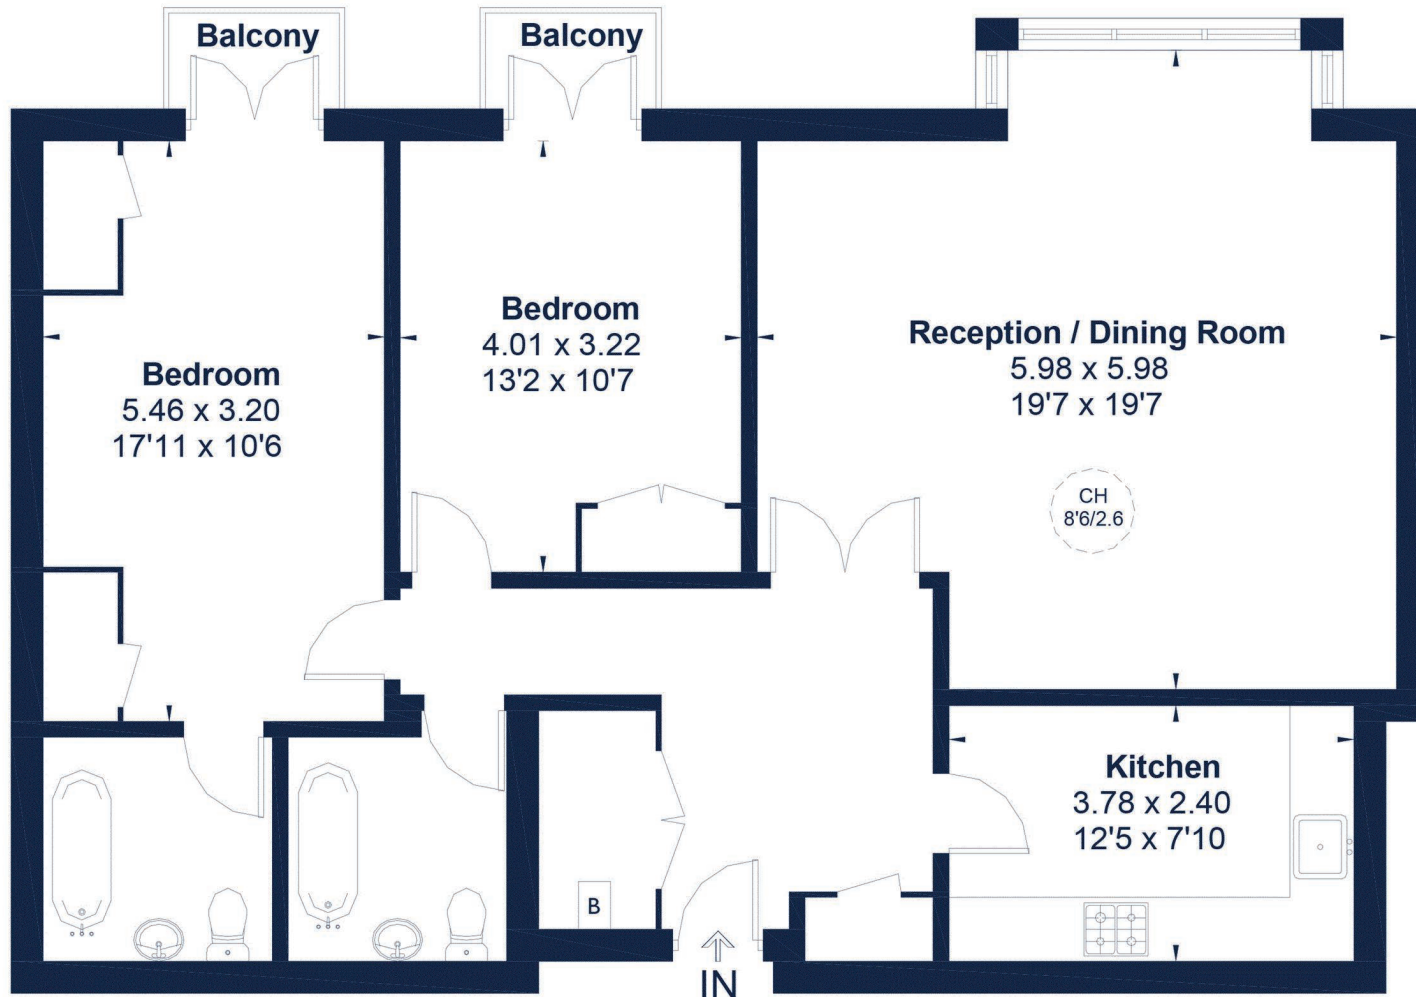 Balcony
Balcony
Bedroom
5.46 x 3.20
17'11 x 10'6
Bedroom
4.01 x 3.22
13'2 x 10'7
Reception / Dining Room
5.98 x 5.98
19'7 x 19'7
CH
8'6/2.6
Kitchen
3.78 x 2.40
12'5 x 7'10
B
IN